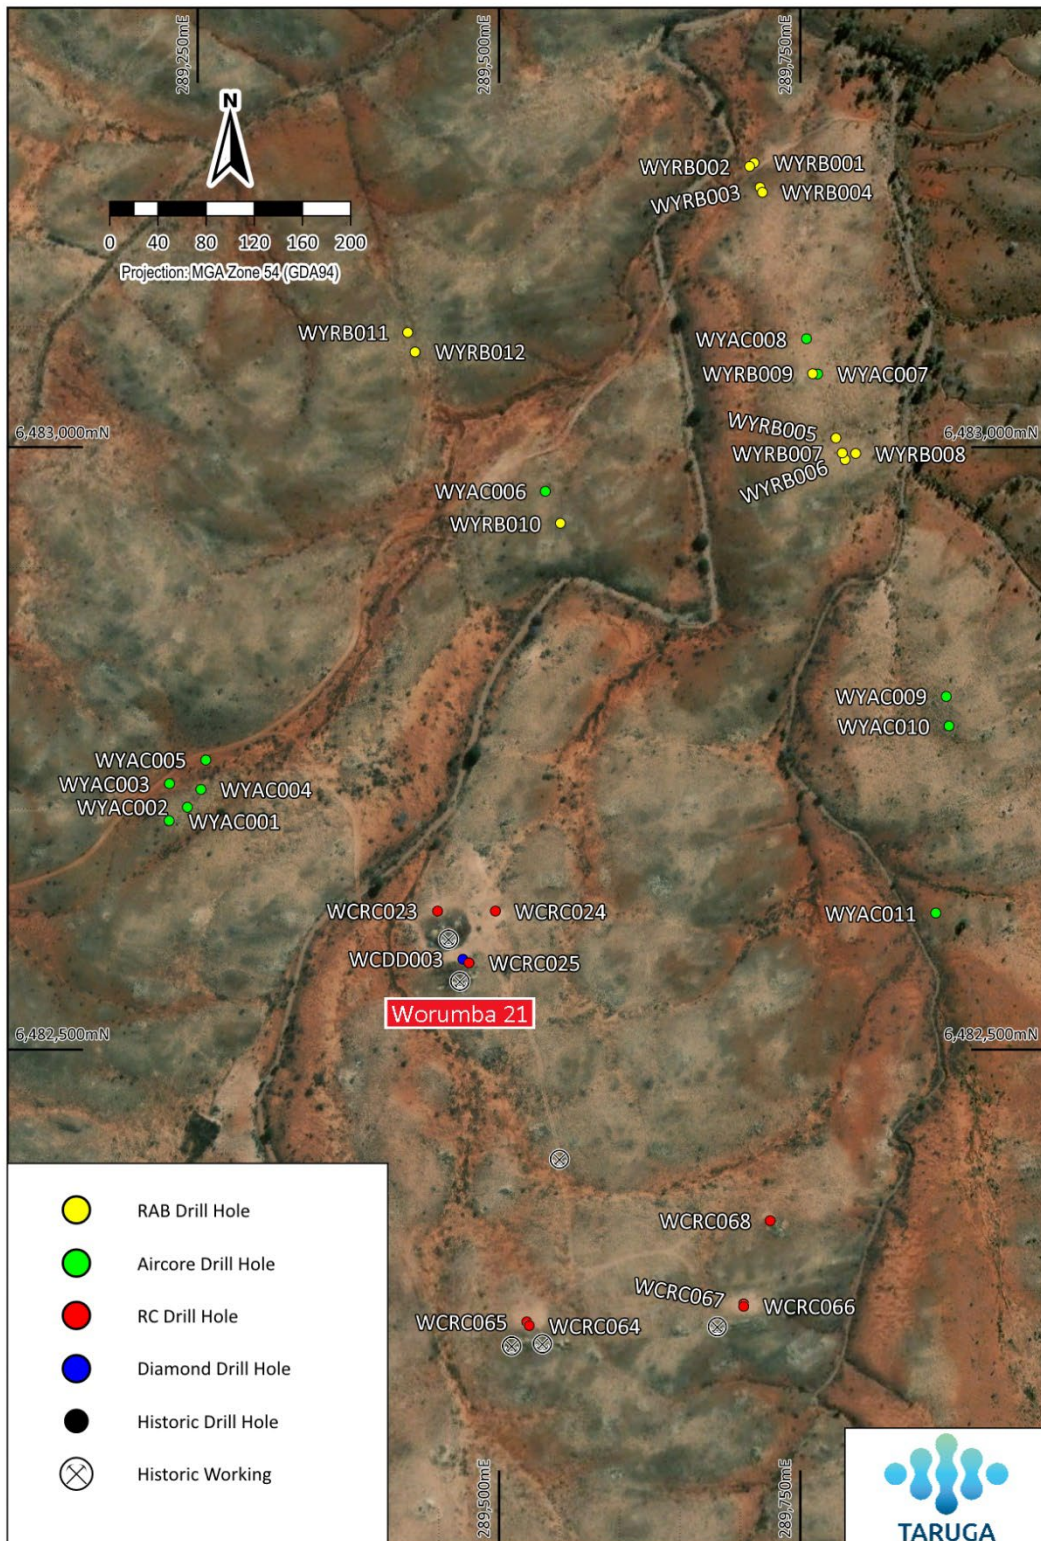 289,250mE
289,500mE
289,750mE
N
0 40 80 120 160 200
Projection: MGA Zone 54 (GDA94)
WYRB002
WYRB001
WYRB003
WYRB004
WYRB011
WYRB012
WYAC008
WYRB009
WYAC007
6,483,000mN
6,483,000mN
WYRB005
WYRB007
WYRB008
WYRB006
WYAC006
WYRB010
WYAC009
WYAC010
WYAC005
WYAC003
WYAC004
WYAC002
WYAC001
WCRC023
WCRC024
WYAC011
WCDD003
WCRC025
Worumba 21
6,482,500mN
6,482,500mN
WCRC068
WCRC067
WCRC066
WCRC065
WCRC064
RAB Drill Hole
Aircore Drill Hole
RC Drill Hole
Diamond Drill Hole
Historic Drill Hole
Historic Working
289,500mE
289,750mE
TARUGA